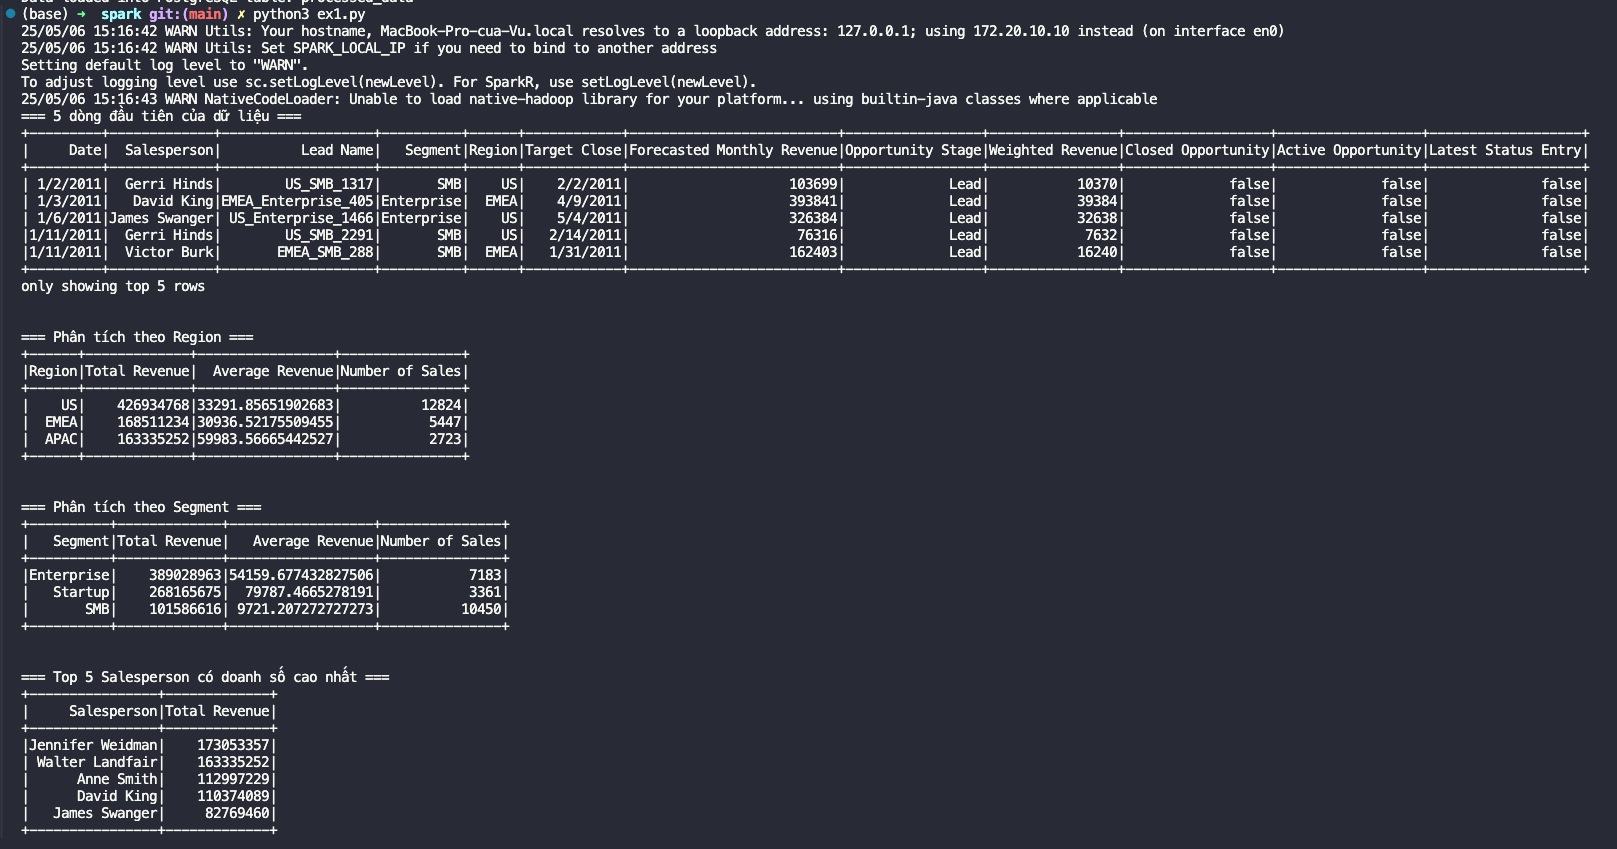 Data loaded into PostgreSQL table: processed_data
(base) → spark git:(main) ✗ python3 ex1.py
25/05/06 15:16:42 WARN Utils: Your hostname, MacBook-Pro-cua-Vu.local resolves to a loopback address: 127.0.0.1; using 172.20.10.10 instead (on interface en0)
25/05/06 15:16:42 WARN Utils: Set SPARK_LOCAL_IP if you need to bind to another address
Setting default log level to "WARN".
To adjust logging level use sc.setLogLevel(newLevel). For SparkR, use setLogLevel(newLevel).
25/05/06 15:16:43 WARN NativeCodeLoader: Unable to load native-hadoop library for your platform... using builtin-java classes where applicable
=== 5 dòng đầu tiên của dữ liệu ===
| Date| Salesperson| Lead Name| Segment|Region|Target Close|Forecasted Monthly Revenue|Opportunity Stage|Weighted Revenue|Closed Opportunity|Active Opportunity|Latest Status Entry|
| 1/2/2011| Gerri Hinds| US_SMB_1317| SMB| US| 2/2/2011| 103699| Lead| 10370| false| false| false|
| 1/3/2011| David King|EMEA_Enterprise_405|Enterprise| EMEA| 4/9/2011| 393841| Lead| 39384| false| false| false|
| 1/6/2011|James Swanger| US_Enterprise_1466|Enterprise| US| 5/4/2011| 326384| Lead| 32638| false| false| false|
|1/11/2011| Gerri Hinds| US_SMB_2291| SMB| US| 2/14/2011| 76316| Lead| 7632| false| false| false|
|1/11/2011| Victor Burk| EMEA_SMB_288| SMB| EMEA| 1/31/2011| 162403| Lead| 16240| false| false| false|
only showing top 5 rows
=== Phân tích theo Region ===
|Region|Total Revenue| Average Revenue|Number of Sales|
| US| 426934768|33291.85651902683| 12824|
| EMEA| 168511234|30936.52175509455| 5447|
| APAC| 163335252|59983.56665442527| 2723|
=== Phân tích theo Segment ===
| Segment|Total Revenue| Average Revenue|Number of Sales|
|Enterprise| 389028963|54159.677432827506| 7183|
| Startup| 268165675| 79787.4665278191| 3361|
| SMB| 101586616| 9721.207272727273| 10450|
=== Top 5 Salesperson có doanh số cao nhất ===
| Salesperson|Total Revenue|
|Jennifer Weidman| 173053357|
| Walter Landfair| 163335252|
| Anne Smith| 112997229|
| David King| 110374089|
| James Swanger| 82769460|